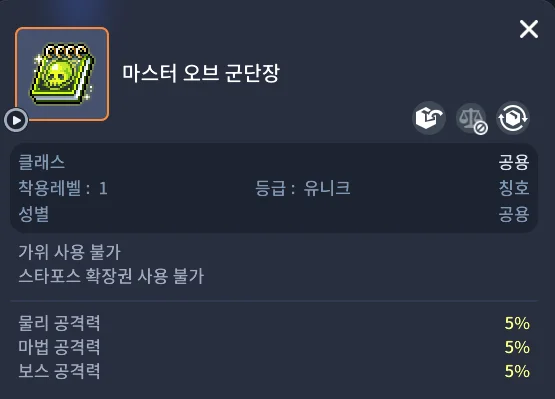 마스터 오브 군단장
클래스 공용
착용레벨 : 1 등급 : 유니크 칭호
성별 공용
가위 사용 불가
스타포스 확장권 사용 불가
물리 공격력 5%
마법 공격력 5%
보스 공격력 5%